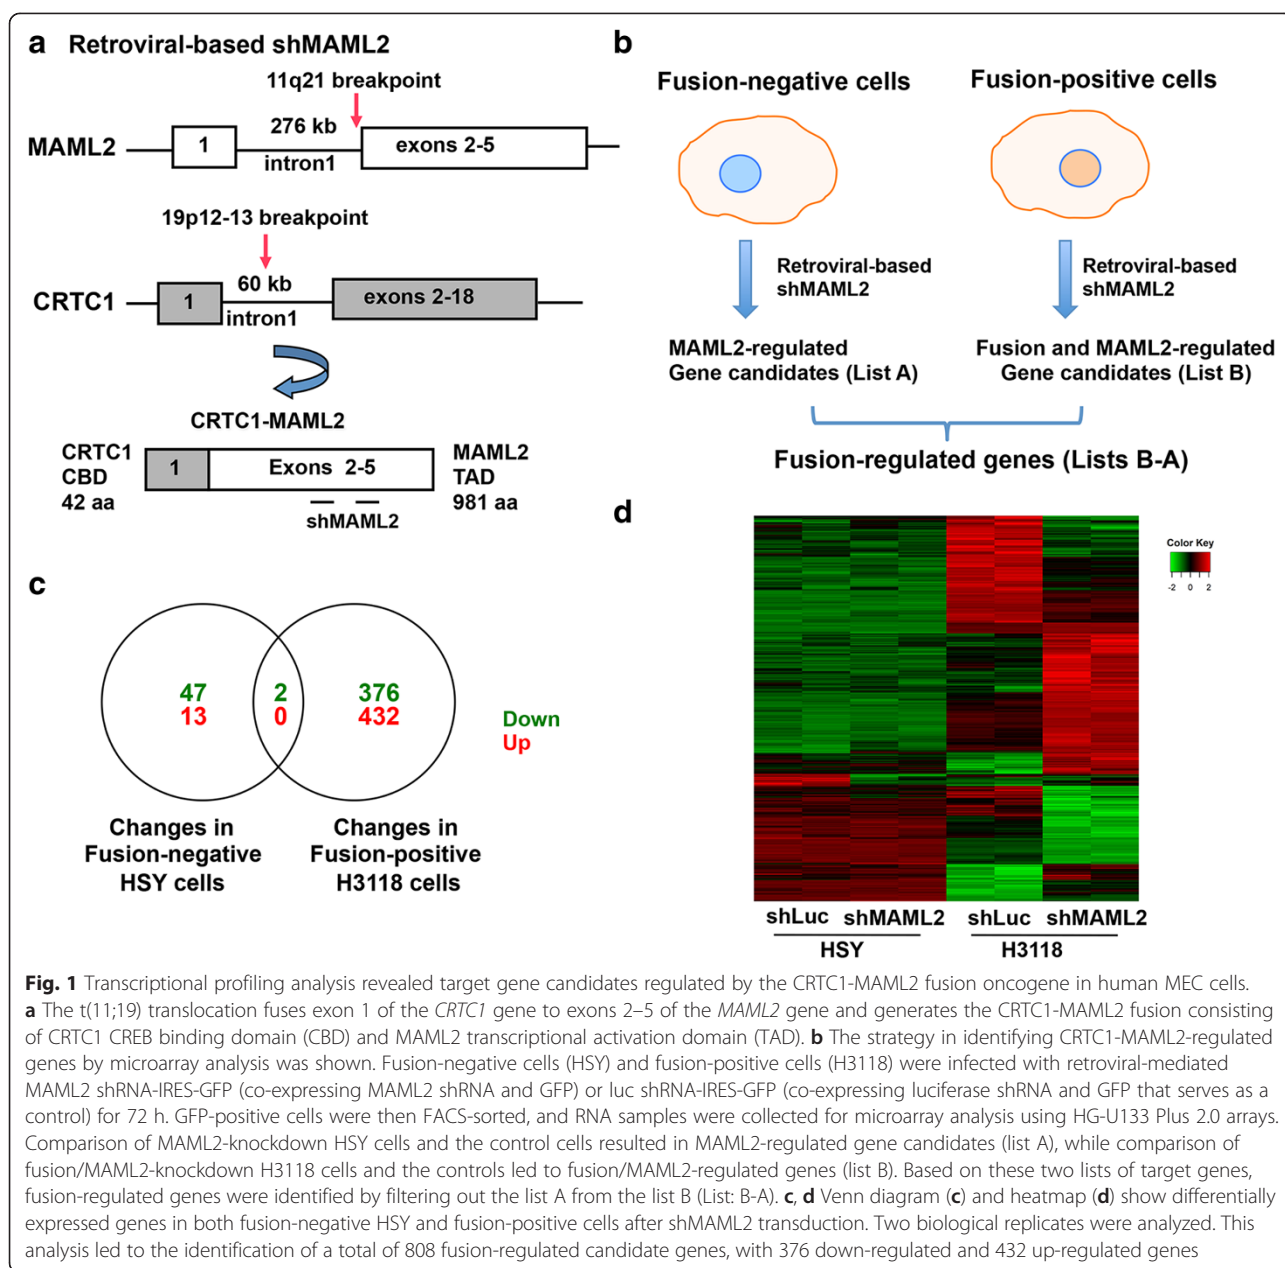 a Retroviral-based shMAML2
11q21 breakpoint
276 kb
MAML2
1
exons 2-5
intron1
19p12-13 breakpoint
60 kb
CRTC1
1
exons 2-18
intron1
CRTC1-MAML2
CRTC1
CBD
42 aa
1
Exons 2-5
MAML2
TAD
981 aa
shMAML2
b
Fusion-negative cells
Fusion-positive cells
Retroviral-based
shMAML2
Retroviral-based
shMAML2
MAML2-regulated
Gene candidates (List A)
Fusion and MAML2-regulated
Gene candidates (List B)
Fusion-regulated genes (Lists B-A)
c
47
13
2
0
376
432
Down
Up
Changes in
Fusion-negative
HSY cells
Changes in
Fusion-positive
H3118 cells
d
Color Key
-2 0 2
shLuc shMAML2 shLuc shMAML2
HSY H3118
Fig. 1 Transcriptional profiling analysis revealed target gene candidates regulated by the CRTC1-MAML2 fusion oncogene in human MEC cells.
a The t(11;19) translocation fuses exon 1 of the CRTC1 gene to exons 2–5 of the MAML2 gene and generates the CRTC1-MAML2 fusion consisting
of CRTC1 CREB binding domain (CBD) and MAML2 transcriptional activation domain (TAD). b The strategy in identifying CRTC1-MAML2-regulated
genes by microarray analysis was shown. Fusion-negative cells (HSY) and fusion-positive cells (H3118) were infected with retroviral-mediated
MAML2 shRNA-IRES-GFP (co-expressing MAML2 shRNA and GFP) or luc shRNA-IRES-GFP (co-expressing luciferase shRNA and GFP that serves as a
control) for 72 h. GFP-positive cells were then FACS-sorted, and RNA samples were collected for microarray analysis using HG-U133 Plus 2.0 arrays.
Comparison of MAML2-knockdown HSY cells and the control cells resulted in MAML2-regulated gene candidates (list A), while comparison of
fusion/MAML2-knockdown H3118 cells and the controls led to fusion/MAML2-regulated genes (list B). Based on these two lists of target genes,
fusion-regulated genes were identified by filtering out the list A from the list B (List: B-A). c, d Venn diagram (c) and heatmap (d) show differentially
expressed genes in both fusion-negative HSY and fusion-positive cells after shMAML2 transduction. Two biological replicates were analyzed. This
analysis led to the identification of a total of 808 fusion-regulated candidate genes, with 376 down-regulated and 432 up-regulated genes